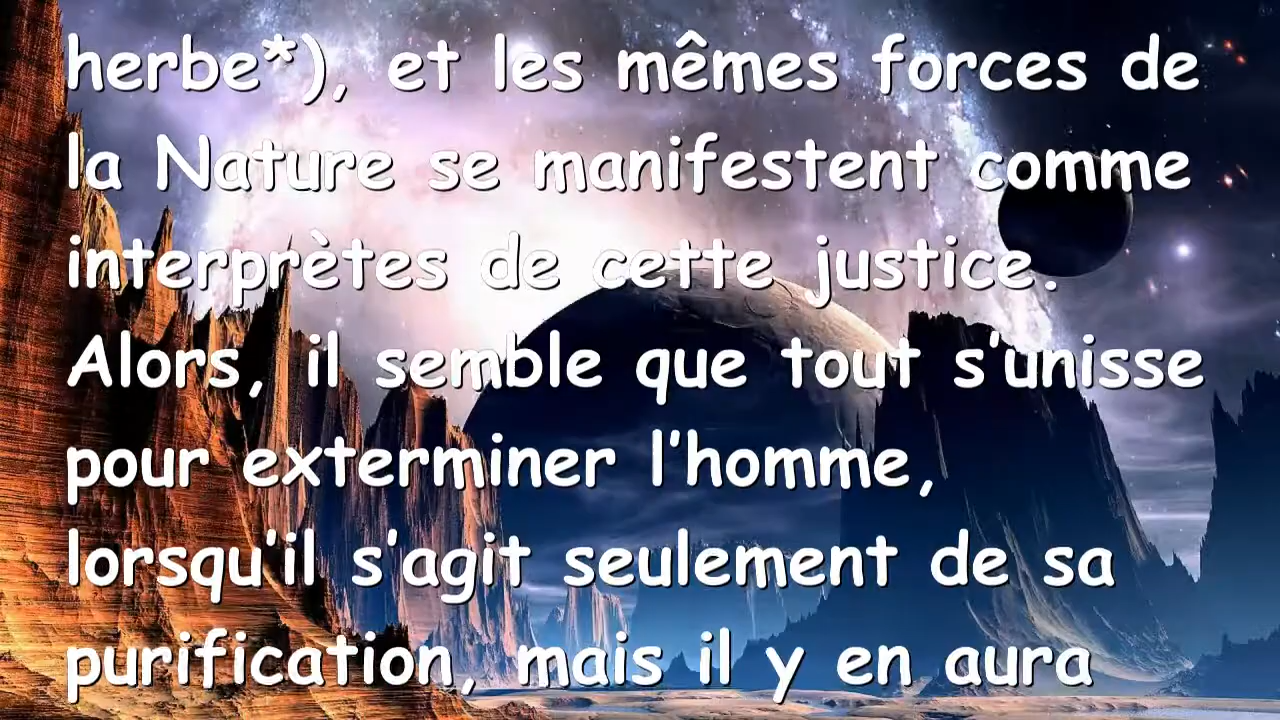 herbe*), et les mêmes forces de
la Nature se manifestent comme
interprètes de cette justice.
Alors, il semble que tout s'unisse
pour exterminer l'homme,
lorsqu'il s'agit seulement de sa
purification, mais il y en aura